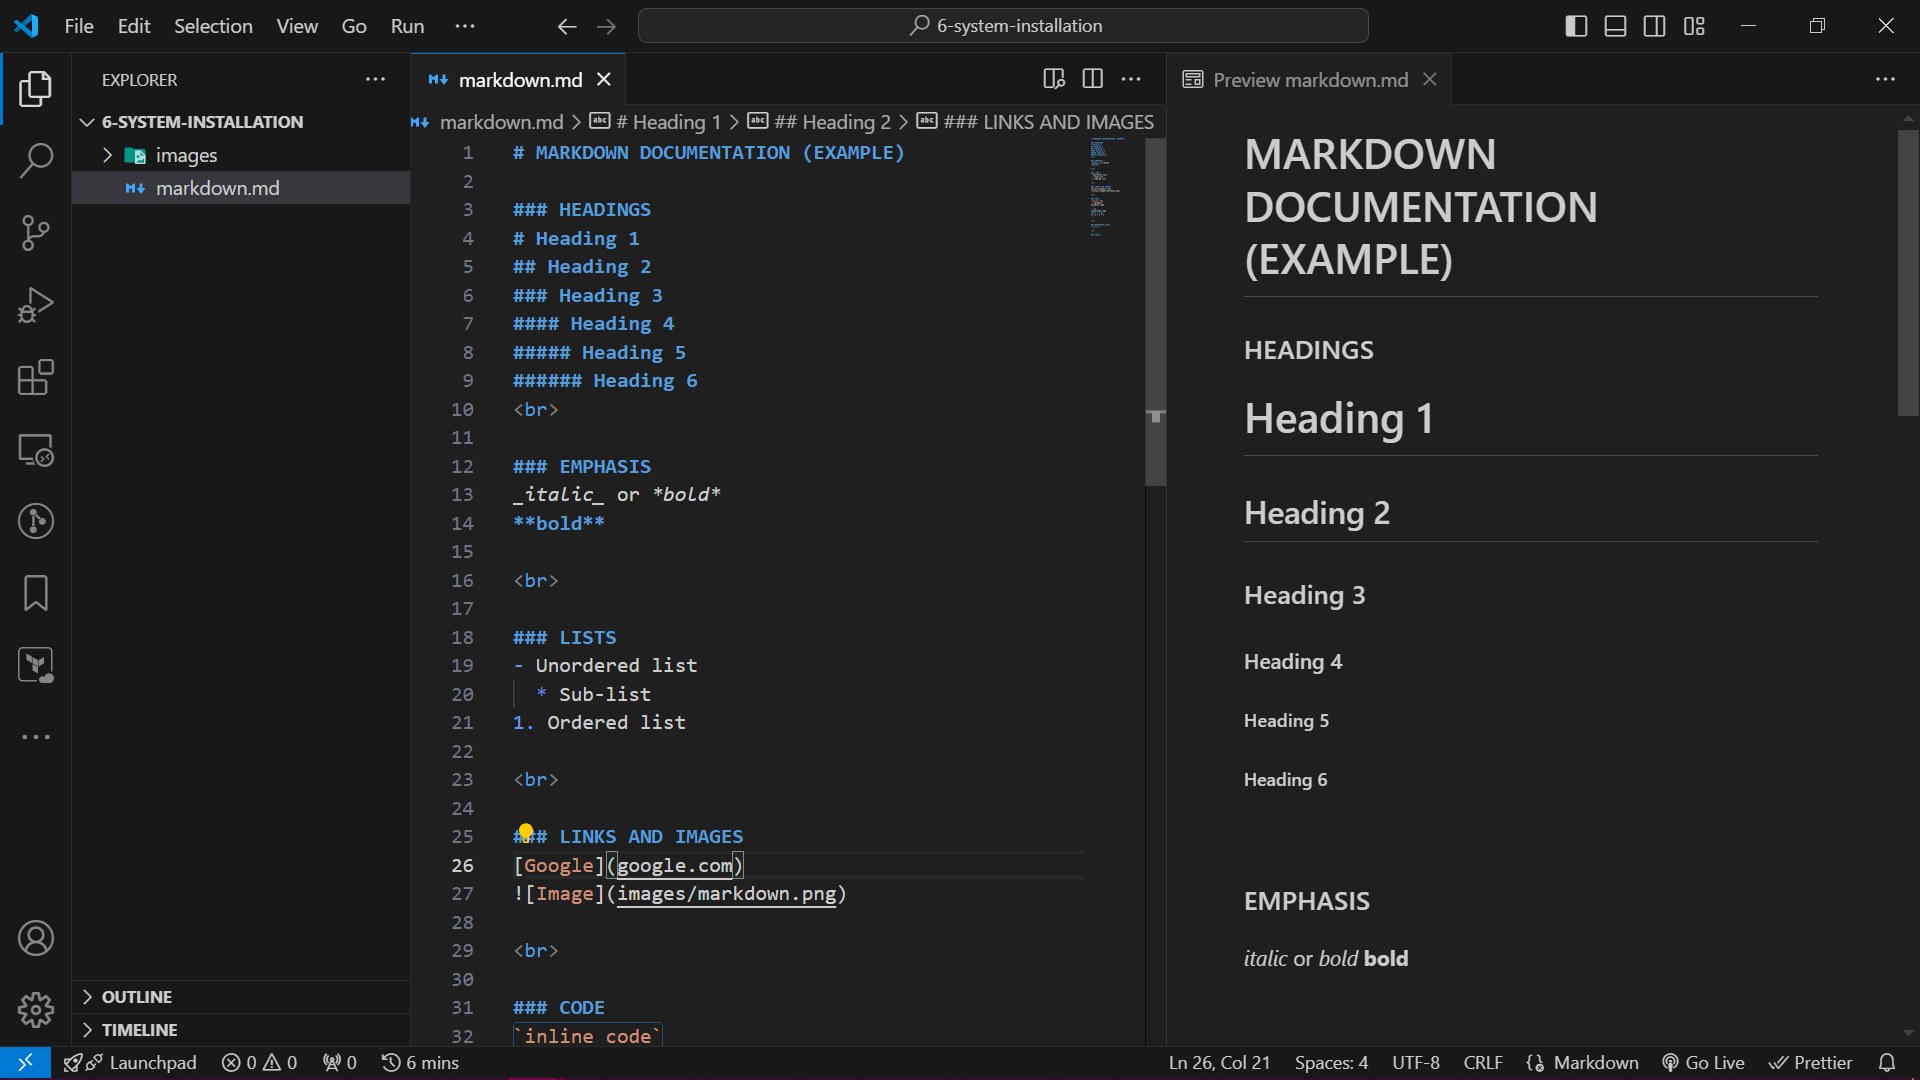 File Edit Selection View Go Run
6-system-installation
EXPLORER
6-SYSTEM-INSTALLATION
images
markdown.md
OUTLINE
TIMELINE
markdown.md
markdown.md > # Heading 1 > ## Heading 2 > ### LINKS AND IMAGES
1 # MARKDOWN DOCUMENTATION (EXAMPLE)
2
3 ### HEADINGS
4 # Heading 1
5 ## Heading 2
6 ### Heading 3
7 #### Heading 4
8 ##### Heading 5
9 ###### Heading 6
10 <br>
11
12 ### EMPHASIS
13 _italic_ or *bold*
14 **bold**
15
16 <br>
17
18 ### LISTS
19 - Unordered list
20   * Sub-list
21 1. Ordered list
22
23 <br>
24
25 ### LINKS AND IMAGES
26 [Google](google.com)
27 ![Image](images/markdown.png)
28
29 <br>
30
31 ### CODE
32 `inline code`
Preview markdown.md
MARKDOWN
DOCUMENTATION
(EXAMPLE)
HEADINGS
Heading 1
Heading 2
Heading 3
Heading 4
Heading 5
Heading 6
EMPHASIS
italic or bold bold
Launchpad 0 0 0 6 mins Ln 26, Col 21 Spaces: 4 UTF-8 CRLF Markdown Go Live Prettier